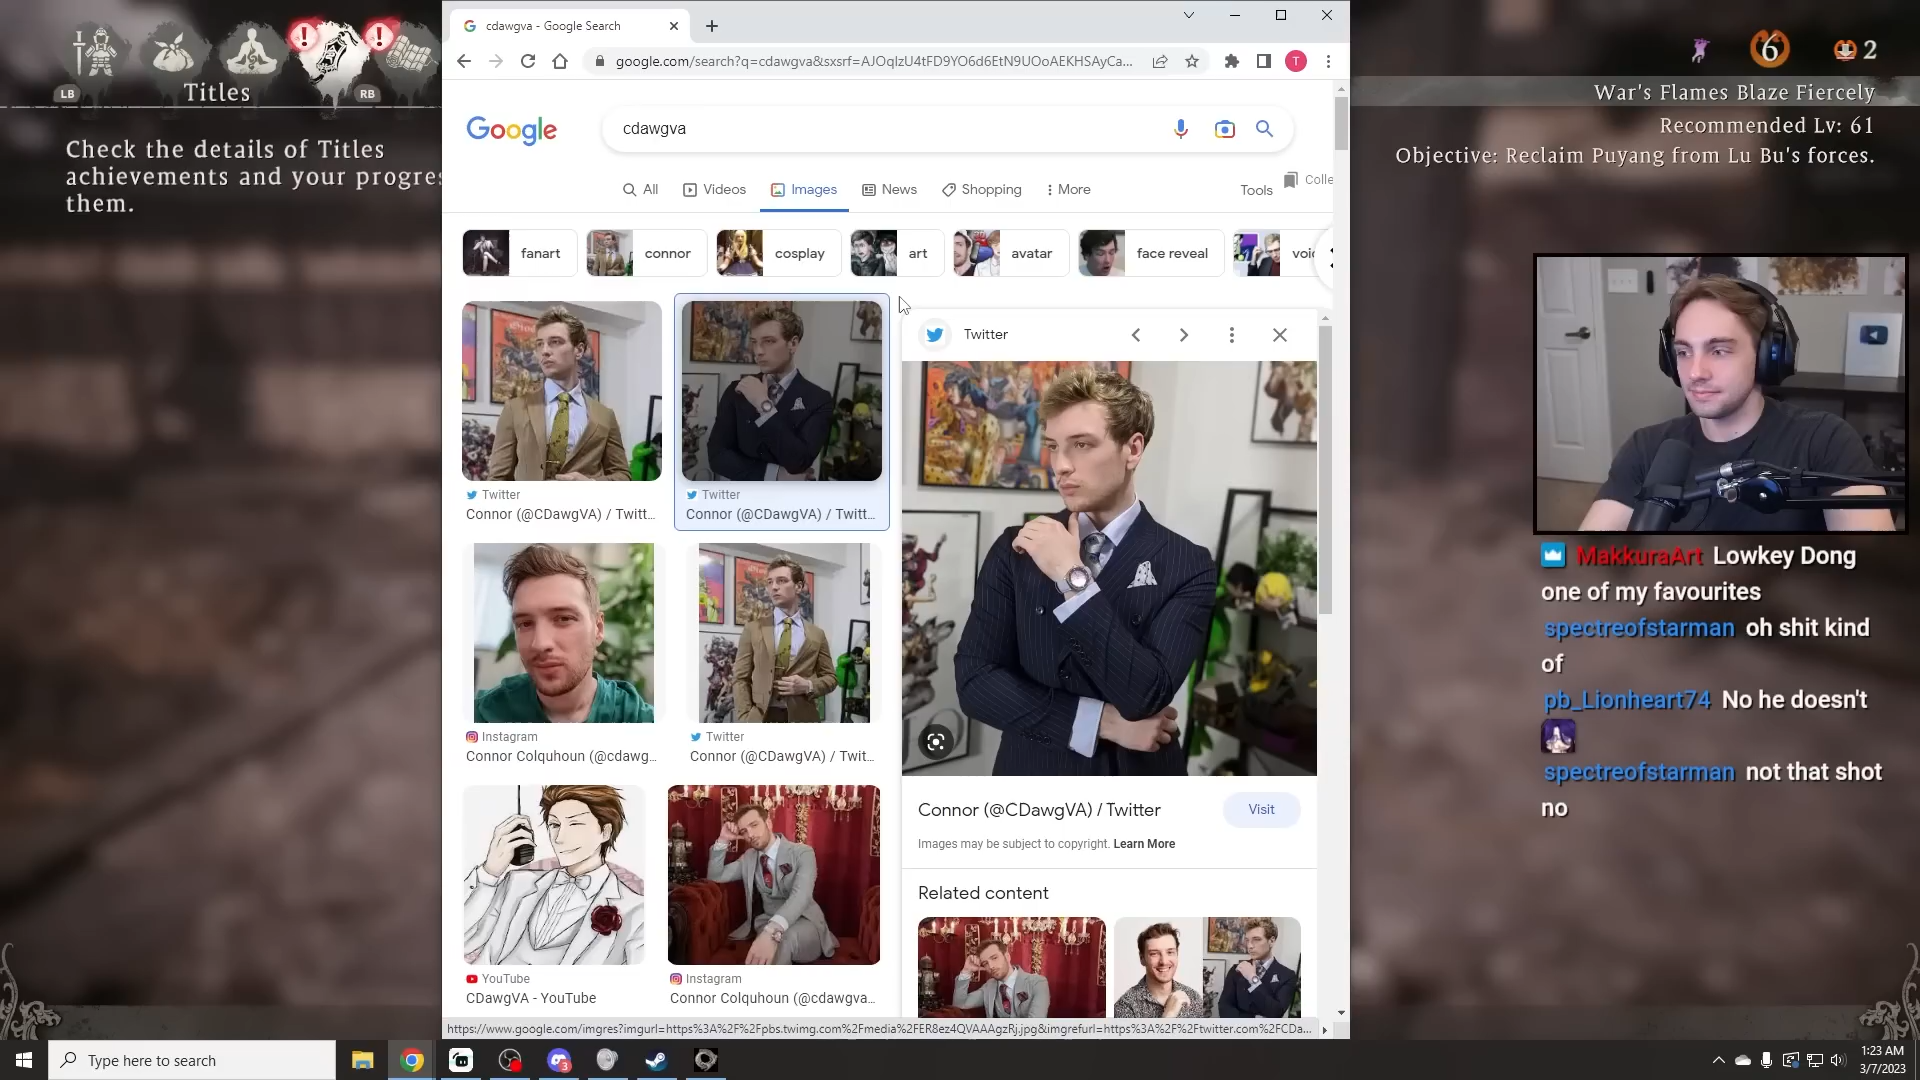 LB
Titles
RB
Check the details of Titles
achievements and your progre
them.
cdawgva - Google Search
google.com/search?q=cdawgva&sxsrf=AJOqlzU4tFD9YO6d6EtN9UOoAEKHSAyCa...
T
Google
cdawgva
All
Videos
Images
News
Shopping
More
Tools
Colle
fanart
connor
cosplay
art
avatar
face reveal
voic
Twitter
Connor (@CDawgVA) / Twitt...
Twitter
Connor (@CDawgVA) / Twitt...
Instagram
Connor Colquhoun (@cdawg...
Twitter
Connor (@CDawgVA) / Twit...
YouTube
CDawgVA - YouTube
Instagram
Connor Colquhoun (@cdawgva...
Twitter
Connor (@CDawgVA) / Twitter
Visit
Images may be subject to copyright. Learn More
Related content
https://www.google.com/imgres?imgurl=https%3A%2F%2Fpbs.twimg.com%2Fmedia%2FER8ez4QVAAAgzRj.jpg&imgrefurl=https%3A%2F%2Ftwitter.com%2FCDa...
6
2
War's Flames Blaze Fiercely
Recommended Lv: 61
Objective: Reclaim Puyang from Lu Bu's forces.
MakkuraArt Lowkey Dong
one of my favourites
spectreofstarman oh shit kind
of
pb_Lionheart74 No he doesn't
spectreofstarman not that shot
no
Type here to search
3
1:23 AM
3/7/2023